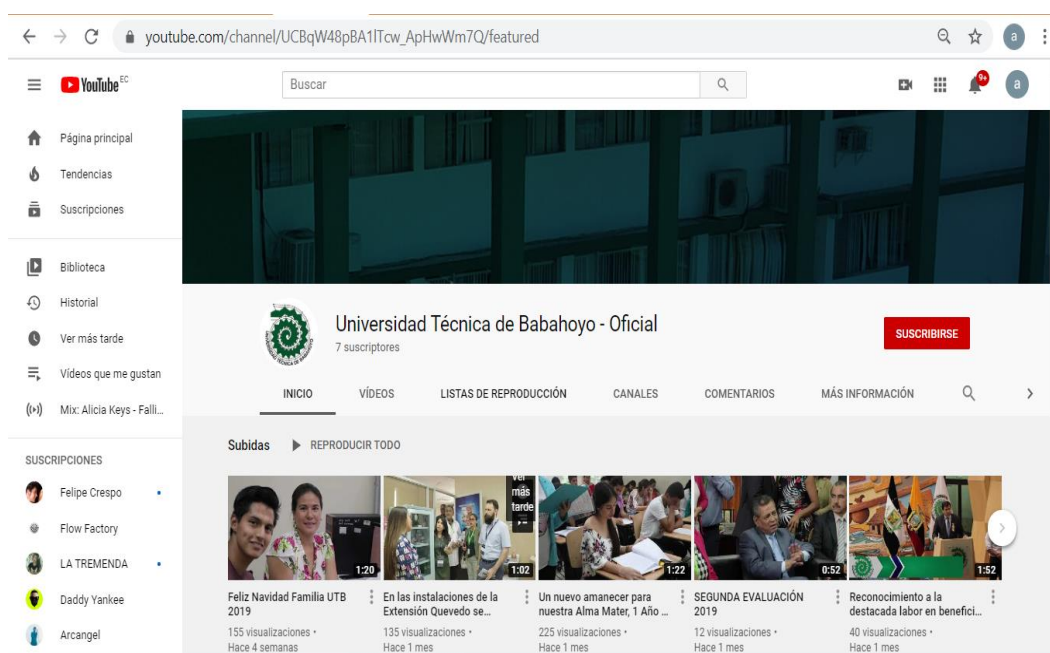 youtube.com/channel/UCBqW48pBA1lTcw_ApHwWm7Q/featured
a
YouTube EC
Buscar
9+
a
Página principal
Tendencias
Suscripciones
Biblioteca
Historial
Ver más tarde
Vídeos que me gustan
Mix: Alicia Keys - Falli...
SUSCRIPCIONES
Felipe Crespo
Flow Factory
LA TREMENDA
Daddy Yankee
Arcangel
Universidad Técnica de Babahoyo - Oficial
7 suscriptores
SUSCRIBIRSE
INICIO VÍDEOS LISTAS DE REPRODUCCIÓN CANALES COMENTARIOS MÁS INFORMACIÓN
Subidas REPRODUCIR TODO
Ver
más
tarde
1:20 1:02 1:22 0:52 1:52
Feliz Navidad Familia UTB
2019
155 visualizaciones •
Hace 4 semanas
En las instalaciones de la
Extensión Quevedo se...
135 visualizaciones •
Hace 1 mes
Un nuevo amanecer para
nuestra Alma Mater, 1 Año ...
225 visualizaciones •
Hace 1 mes
SEGUNDA EVALUACIÓN
2019
12 visualizaciones •
Hace 1 mes
Reconocimiento a la
destacada labor en benefici...
40 visualizaciones •
Hace 1 mes